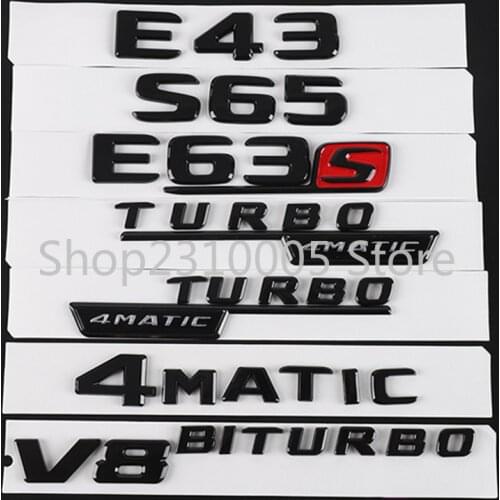 E43
S65
E63S
TURBO
4MATIC
Shop2310005 Store
TURBO
4MATIC
4MATIC
V8 BITURBO